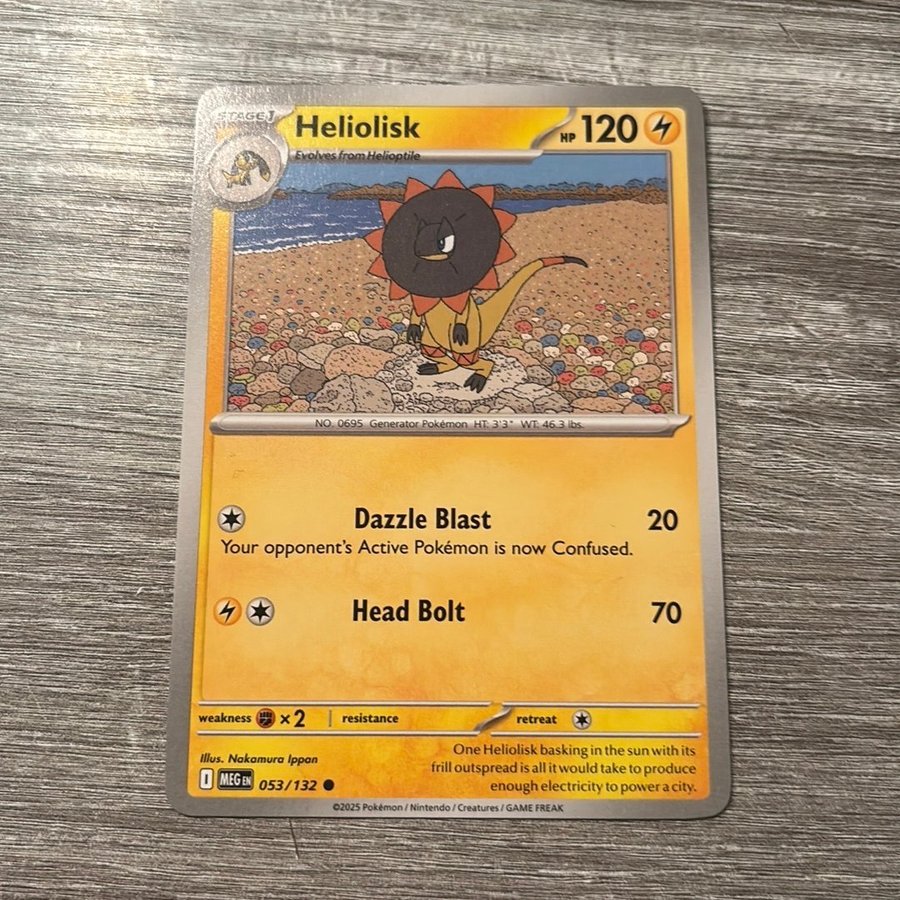 STAGE 1
Heliolisk
HP 120
Evolves from Helioptile
NO. 0695 Generator Pokémon HT: 3'3" WT: 46.3 lbs.
Dazzle Blast 20
Your opponent's Active Pokémon is now Confused.
Head Bolt 70
weakness ×2 resistance retreat
Illus. Nakamura Ippan
One Heliolisk basking in the sun with its
frill outspread is all it would take to produce
enough electricity to power a city.
I MEG EN 053/132
©2025 Pokémon / Nintendo / Creatures / GAME FREAK